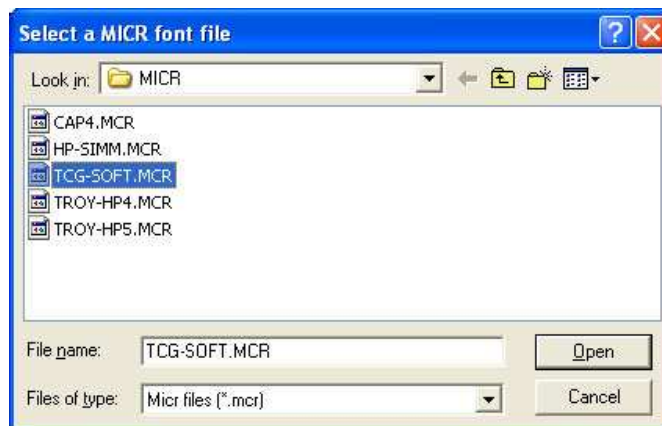 Select a MICR font file
Look in: MICR
CAP4.MCR
HP-SIMM.MCR
TCG-SOFT.MCR
TROY-HP4.MCR
TROY-HP5.MCR
File name: TCG-SOFT.MCR Open
Files of type: Micr files (*.mcr) Cancel